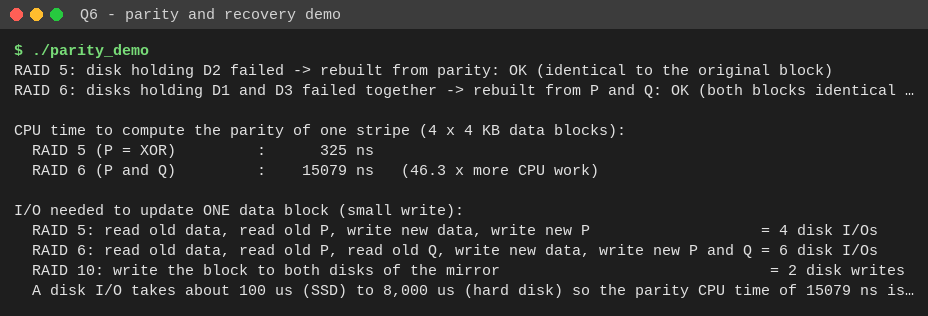 Q6 - parity and recovery demo
$ ./parity_demo
RAID 5: disk holding D2 failed -> rebuilt from parity: OK (identical to the original block)
RAID 6: disks holding D1 and D3 failed together -> rebuilt from P and Q: OK (both blocks identical …
CPU time to compute the parity of one stripe (4 x 4 KB data blocks):
RAID 5 (P = XOR)         :      325 ns
RAID 6 (P and Q)         :    15079 ns   (46.3 x more CPU work)
I/O needed to update ONE data block (small write):
RAID 5: read old data, read old P, write new data, write new P                   = 4 disk I/Os
RAID 6: read old data, read old P, read old Q, write new data, write new P and Q = 6 disk I/Os
RAID 10: write the block to both disks of the mirror                              = 2 disk writes
A disk I/O takes about 100 us (SSD) to 8,000 us (hard disk) so the parity CPU time of 15079 ns is…